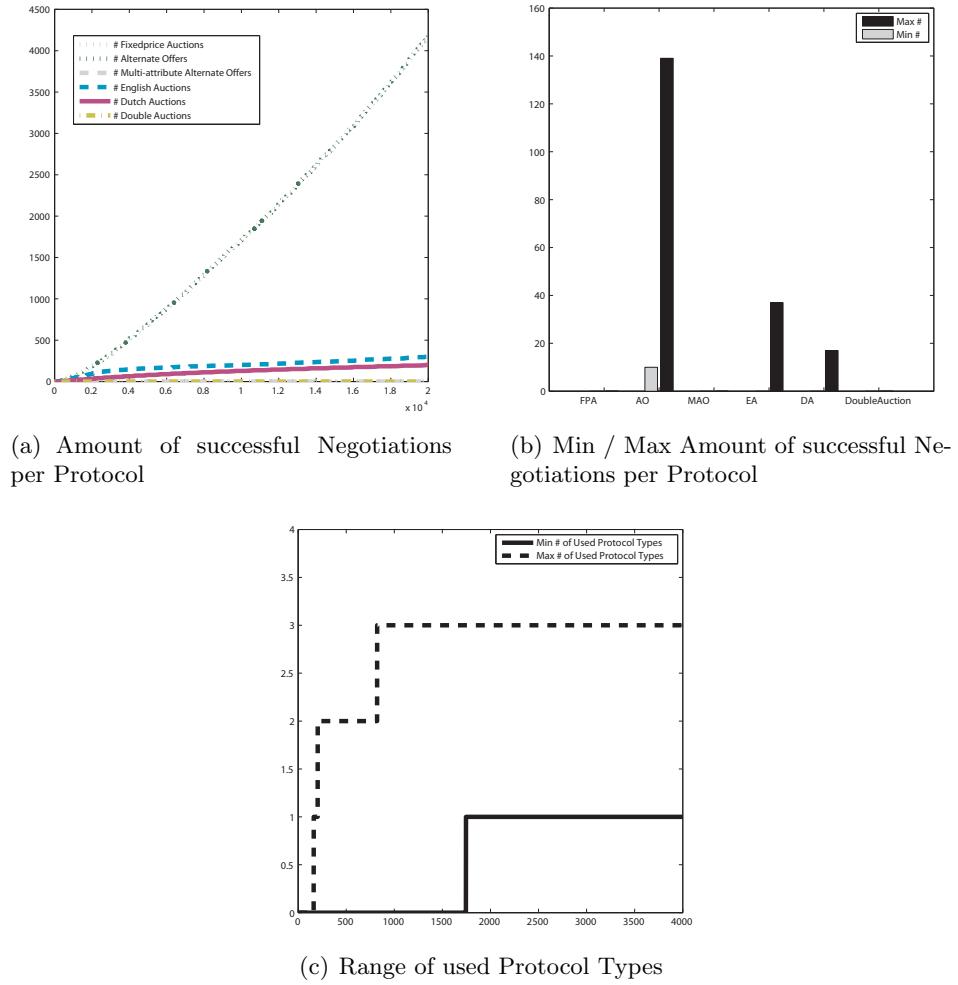 4500
4000
3500
3000
2500
2000
1500
1000
500
0
# Fixedprice Auctions
# Alternate Offers
# Multi-attribute Alternate Offers
# English Auctions
# Dutch Auctions
# Double Auctions
0 0.2 0.4 0.6 0.8 1 1.2 1.4 1.6 1.8 2
x 10⁴
(a) Amount of successful Negotiations
per Protocol
160
140
120
100
80
60
40
20
0
Max #
Min #
FPA AO MAO EA DA DoubleAuction
(b) Min / Max Amount of successful Ne-
gotiations per Protocol
4
3.5
3
2.5
2
1.5
1
0.5
0
Min # of Used Protocol Types
Max # of Used Protocol Types
0 500 1000 1500 2000 2500 3000 3500 4000
(c) Range of used Protocol Types